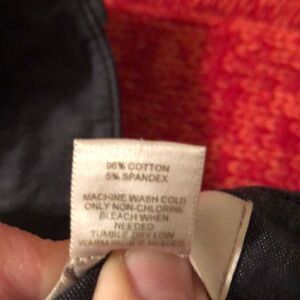 95% COTTON
5% SPANDEX
MACHINE WASH COLD
ONLY NON-CHLORINE
BLEACH WHEN
NEEDED
TUMBLE DRY LOW
WARM IRON IF NEEDED